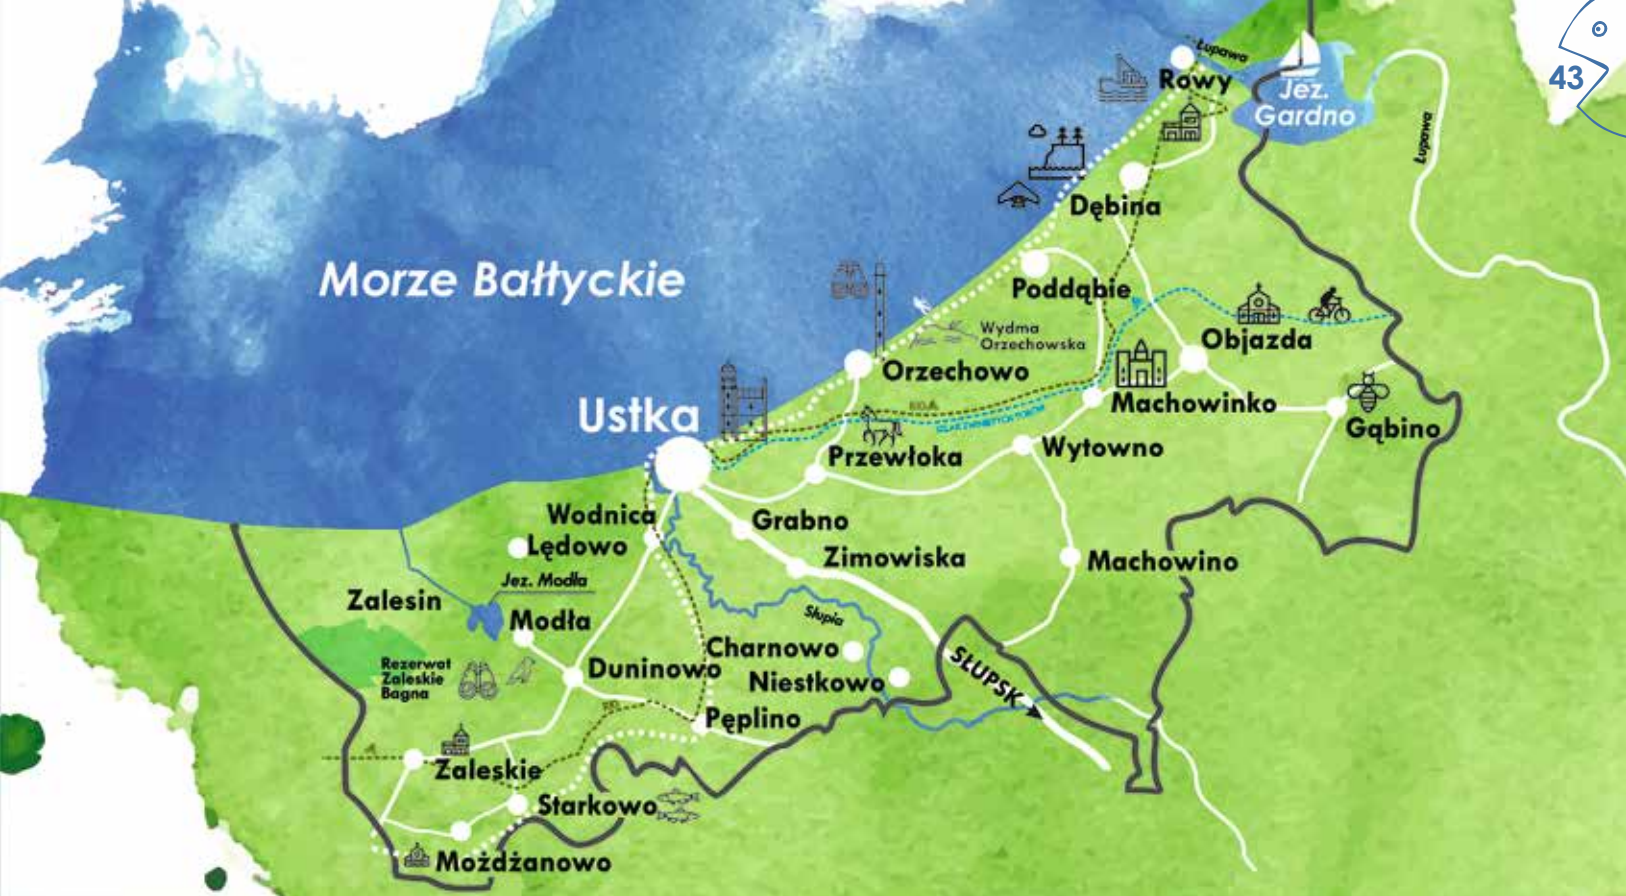 43
Łupawa
Rowy
Jez.
Gardno
Łupawa
Dębina
Morze Bałtyckie
Poddąbie
Wydma
Orzechowska
Objazda
Orzechowo
Machowinko
Ustka
Gąbino
Przewłoka
Wytowno
Wodnica
Grabno
Lędowo
Zimowiska
Machowino
Jez. Modła
Zalesin
Modła
Słupia
Charnowo
Rezerwat
Zaleskie
Bagna
Duninowo
Niestkowo
SŁUPSK
Pęplino
Zaleskie
Starkowo
Możdżanowo